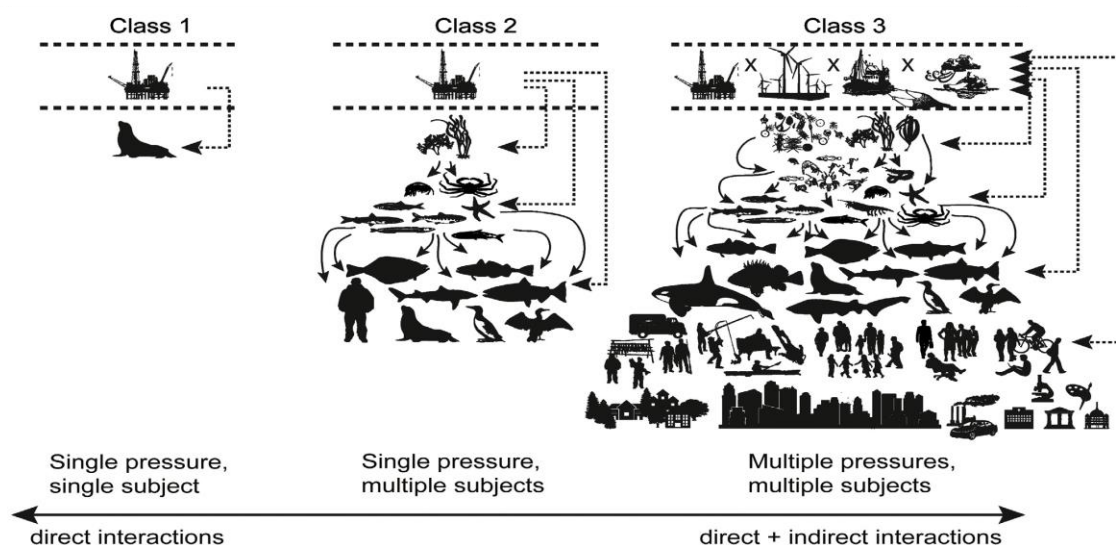 Class 1
Class 2
Class 3
X X X
Single pressure,
single subject
Single pressure,
multiple subjects
Multiple pressures,
multiple subjects
direct interactions
direct + indirect interactions